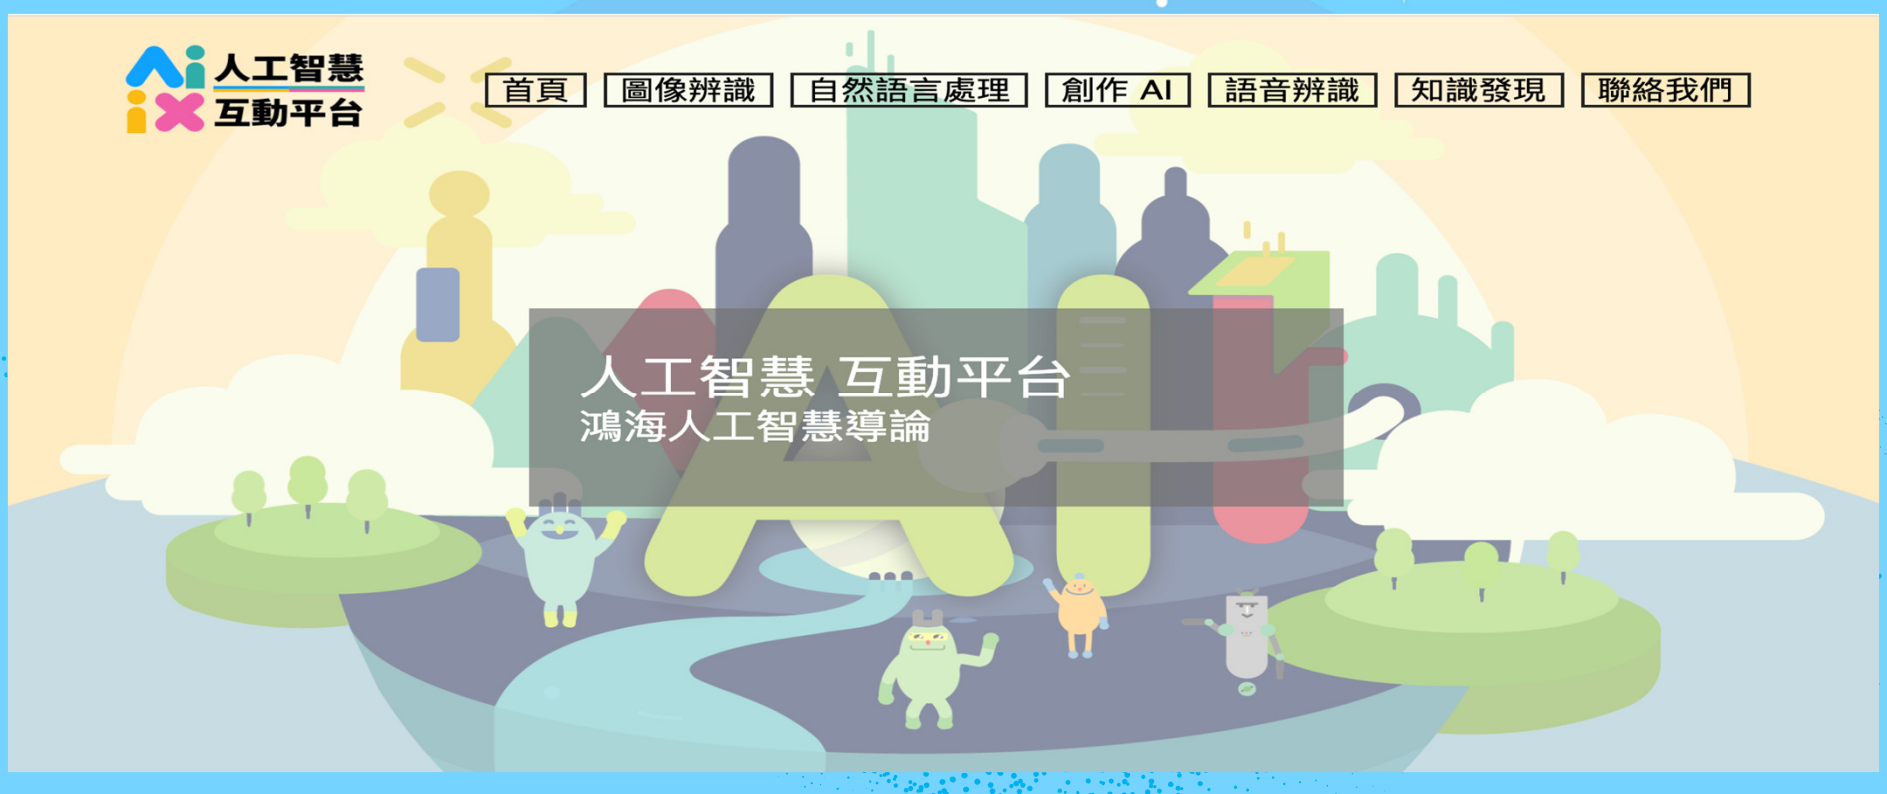 人工智慧
互動平台
首頁 圖像辨識 自然語言處理 創作 AI 語音辨識 知識發現 聯絡我們
人工智慧 互動平台
鴻海人工智慧導論
AI